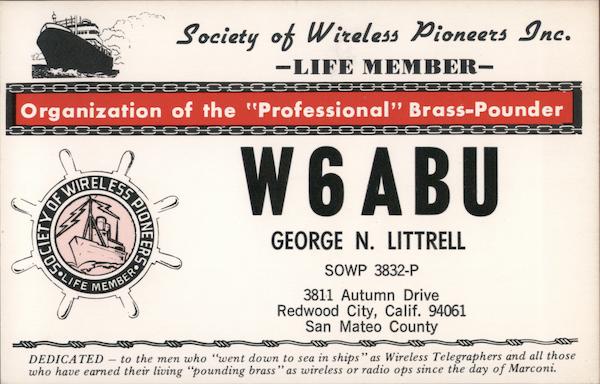 Society of Wireless Pioneers Inc.
-LIFE MEMBER-
Organization of the "Professional" Brass-Pounder
W6ABU
GEORGE N. LITTRELL
SOWP 3832-P
3811 Autumn Drive
Redwood City, Calif. 94061
San Mateo County
SOCIETY OF WIRELESS PIONEERS
• LIFE MEMBER •
DEDICATED — to the men who "went down to sea in ships" as Wireless Telegraphers and all those
who have earned their living "pounding brass" as wireless or radio ops since the day of Marconi.